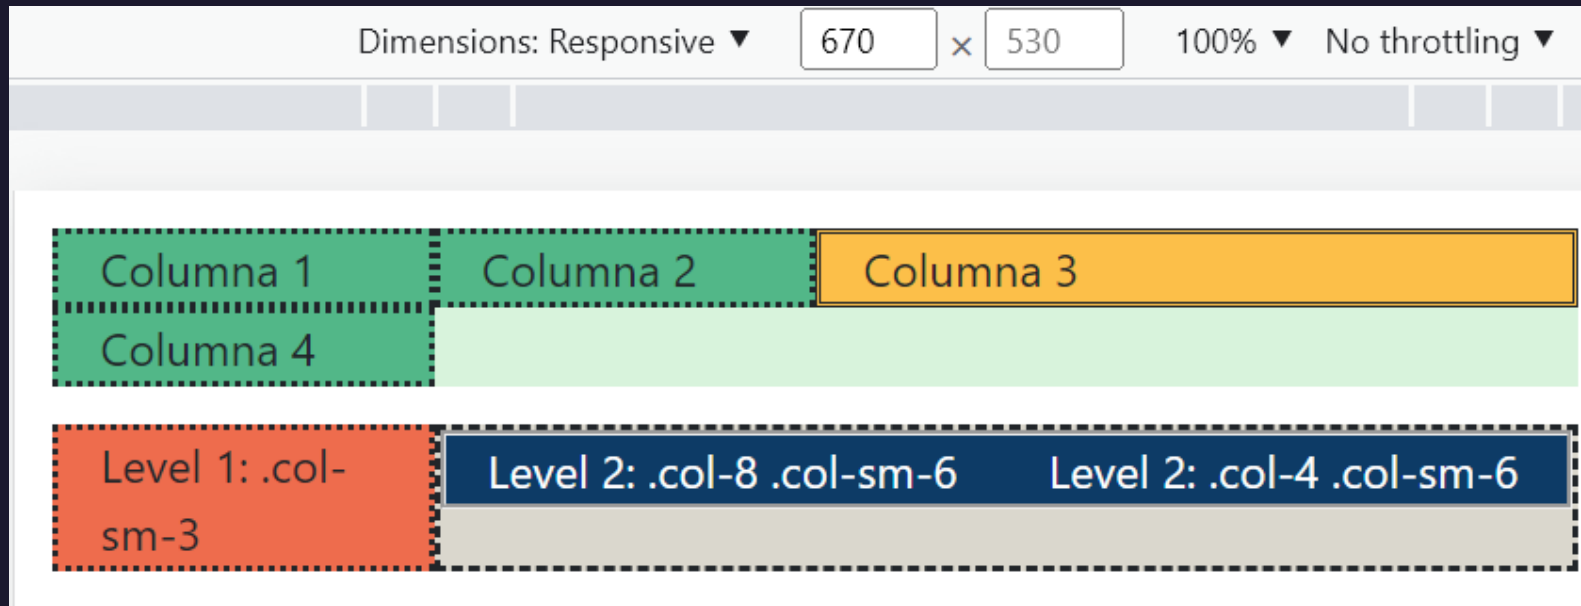 Dimensions: Responsive ▼ 670 × 530 100% ▼ No throttling ▼
Columna 1 Columna 2 Columna 3
Columna 4
Level 1: .col-
sm-3
Level 2: .col-8 .col-sm-6 Level 2: .col-4 .col-sm-6